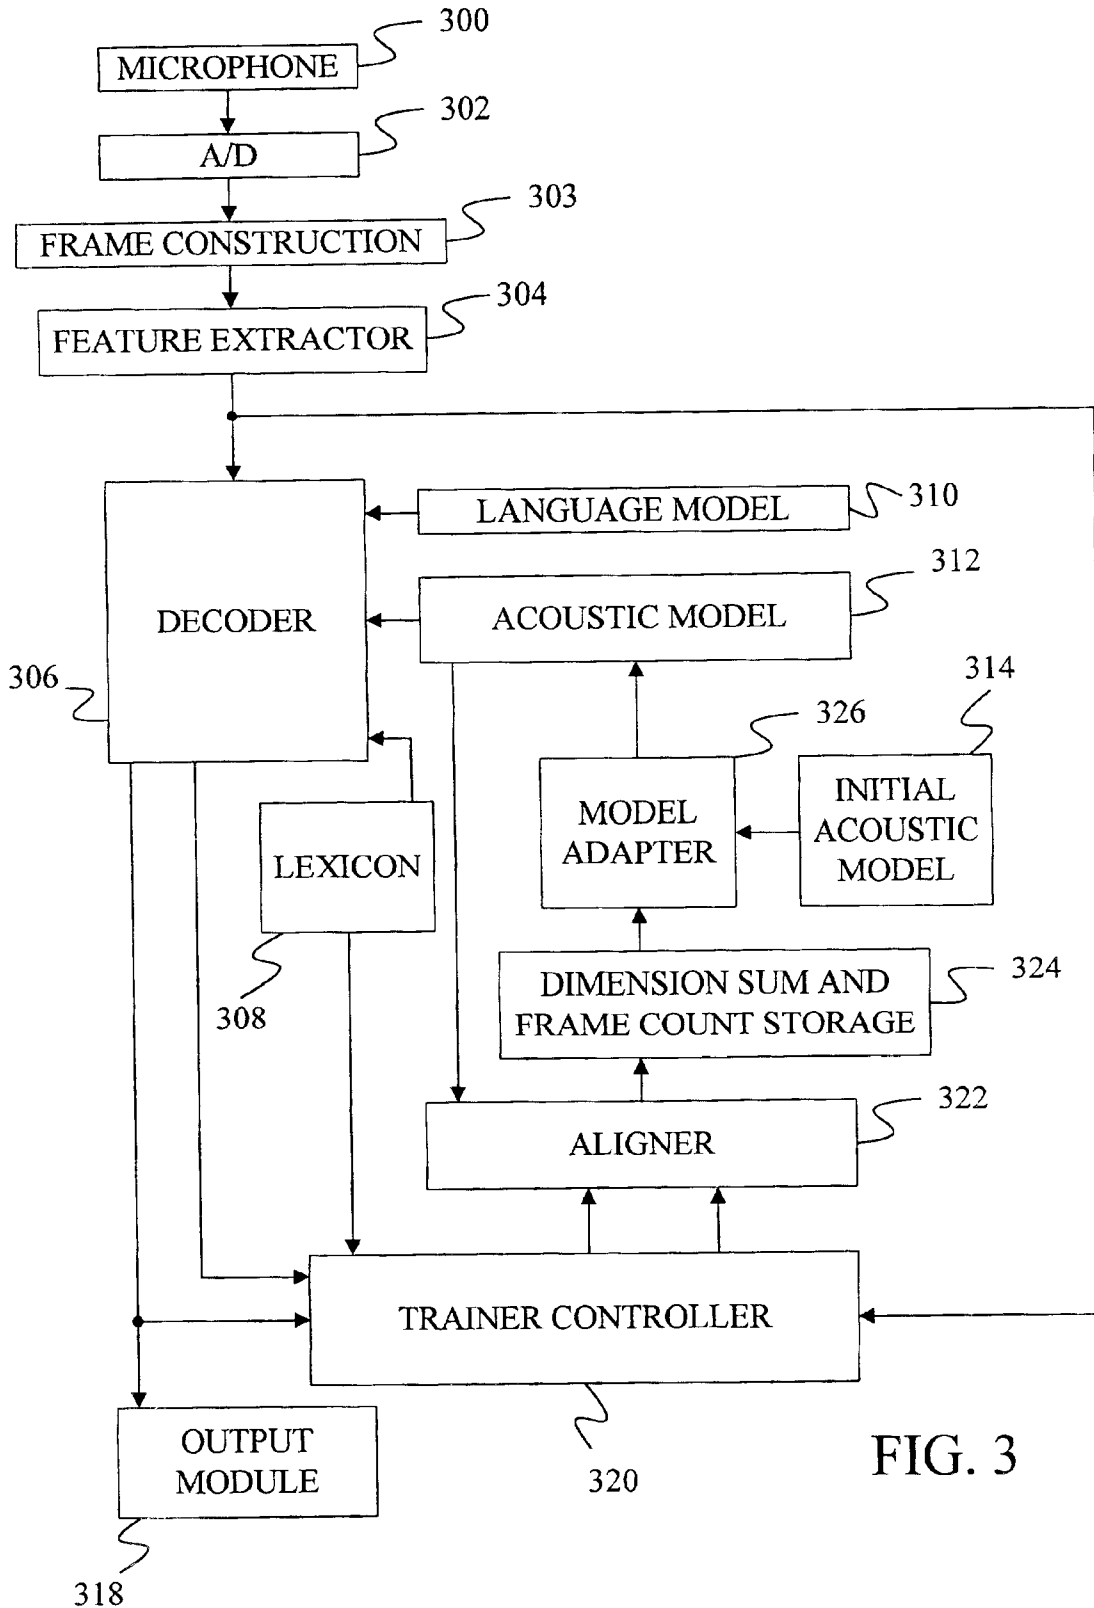 300
MICROPHONE
302
A/D
303
FRAME CONSTRUCTION
304
FEATURE EXTRACTOR
LANGUAGE MODEL
310
312
DECODER
ACOUSTIC MODEL
306
314
326
INITIAL
ACOUSTIC
MODEL
MODEL
ADAPTER
LEXICON
308
324
DIMENSION SUM AND
FRAME COUNT STORAGE
322
ALIGNER
TRAINER CONTROLLER
320
OUTPUT
MODULE
318
FIG. 3